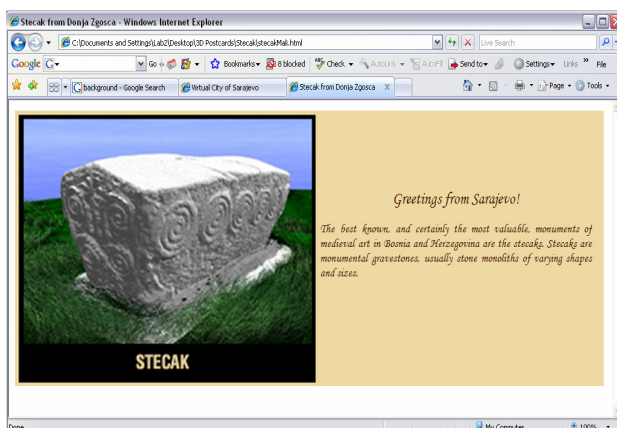 Stecak from Donja Zgosca - Windows Internet Explorer
C:\Documents and Settings\Lab2\Desktop\3D Postcards\Stecak\stecakMali.html
Live Search
Google G Go Bookmarks 8 blocked Check AutoLink AutoFill Send to Settings Links » File
background - Google Search Virtual City of Sarajevo Stecak from Donja Zgosca X Page Tools
Greetings from Sarajevo!
The best known, and certainly the most valuable, monuments of
medieval art in Bosnia and Herzegovina are the stecaks. Stecaks are
monumental gravestones, usually stone monoliths of varying shapes
and sizes.
STECAK
Done My Computer 100%